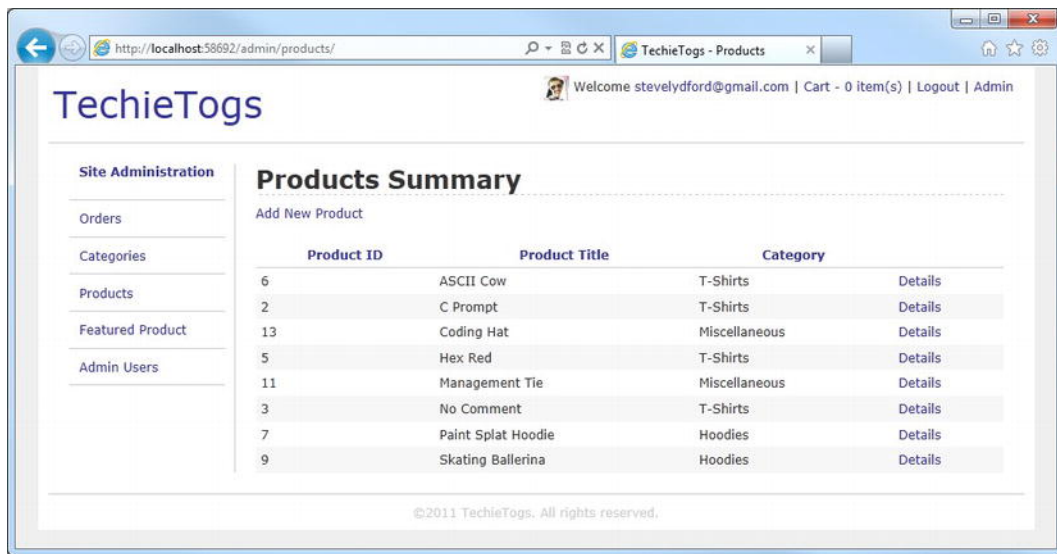 http://localhost:58692/admin/products/
TechieTogs - Products
TechieTogs
Welcome stevelydford@gmail.com | Cart - 0 item(s) | Logout | Admin
Site Administration
Orders
Categories
Products
Featured Product
Admin Users
Products Summary
Add New Product
Product ID Product Title Category
6 ASCII Cow T-Shirts Details
2 C Prompt T-Shirts Details
13 Coding Hat Miscellaneous Details
5 Hex Red T-Shirts Details
11 Management Tie Miscellaneous Details
3 No Comment T-Shirts Details
7 Paint Splat Hoodie Hoodies Details
9 Skating Ballerina Hoodies Details
©2011 TechieTogs. All rights reserved.